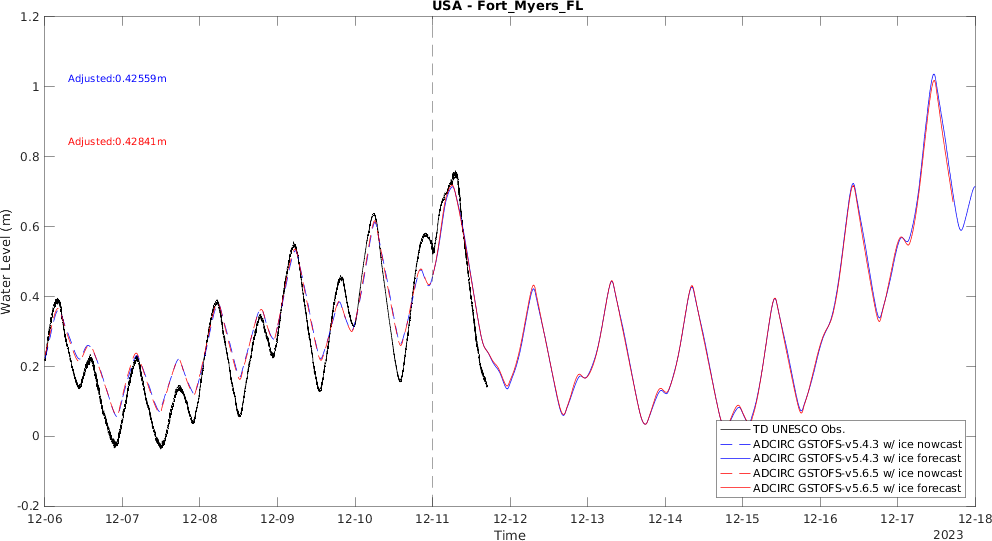 USA - Fort_Myers_FL
1.2
Adjusted:0.42559m
1
Adjusted:0.42841m
0.8
0.6
Water Level (m)
0.4
0.2
0
-0.2
TD UNESCO Obs.
ADCIRC GSTOFS-v5.4.3 w/ ice nowcast
ADCIRC GSTOFS-v5.4.3 w/ ice forecast
ADCIRC GSTOFS-v5.6.5 w/ ice nowcast
ADCIRC GSTOFS-v5.6.5 w/ ice forecast
12-06 12-07 12-08 12-09 12-10 12-11 12-12 12-13 12-14 12-15 12-16 12-17 12-18
Time
2023